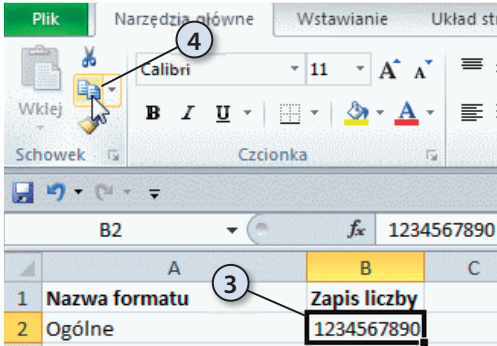 Plik Narzędzia główne Wstawianie Układ st
4
Calibri 11 A A
Wklej B I U A
Schowek Czcionka
B2 fx 1234567890
A B C
3
1 Nazwa formatu Zapis liczby
2 Ogólne 1234567890